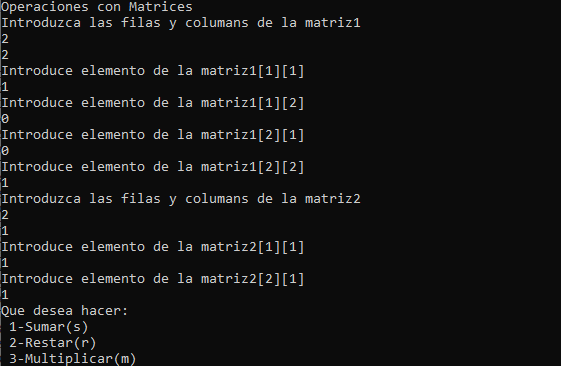 Operaciones con Matrices
Introduzca las filas y columans de la matriz1
2
2
Introduce elemento de la matriz1[1][1]
1
Introduce elemento de la matriz1[1][2]
0
Introduce elemento de la matriz1[2][1]
0
Introduce elemento de la matriz1[2][2]
1
Introduzca las filas y columans de la matriz2
2
1
Introduce elemento de la matriz2[1][1]
1
Introduce elemento de la matriz2[2][1]
1
Que desea hacer:
1-Sumar(s)
2-Restar(r)
3-Multiplicar(m)